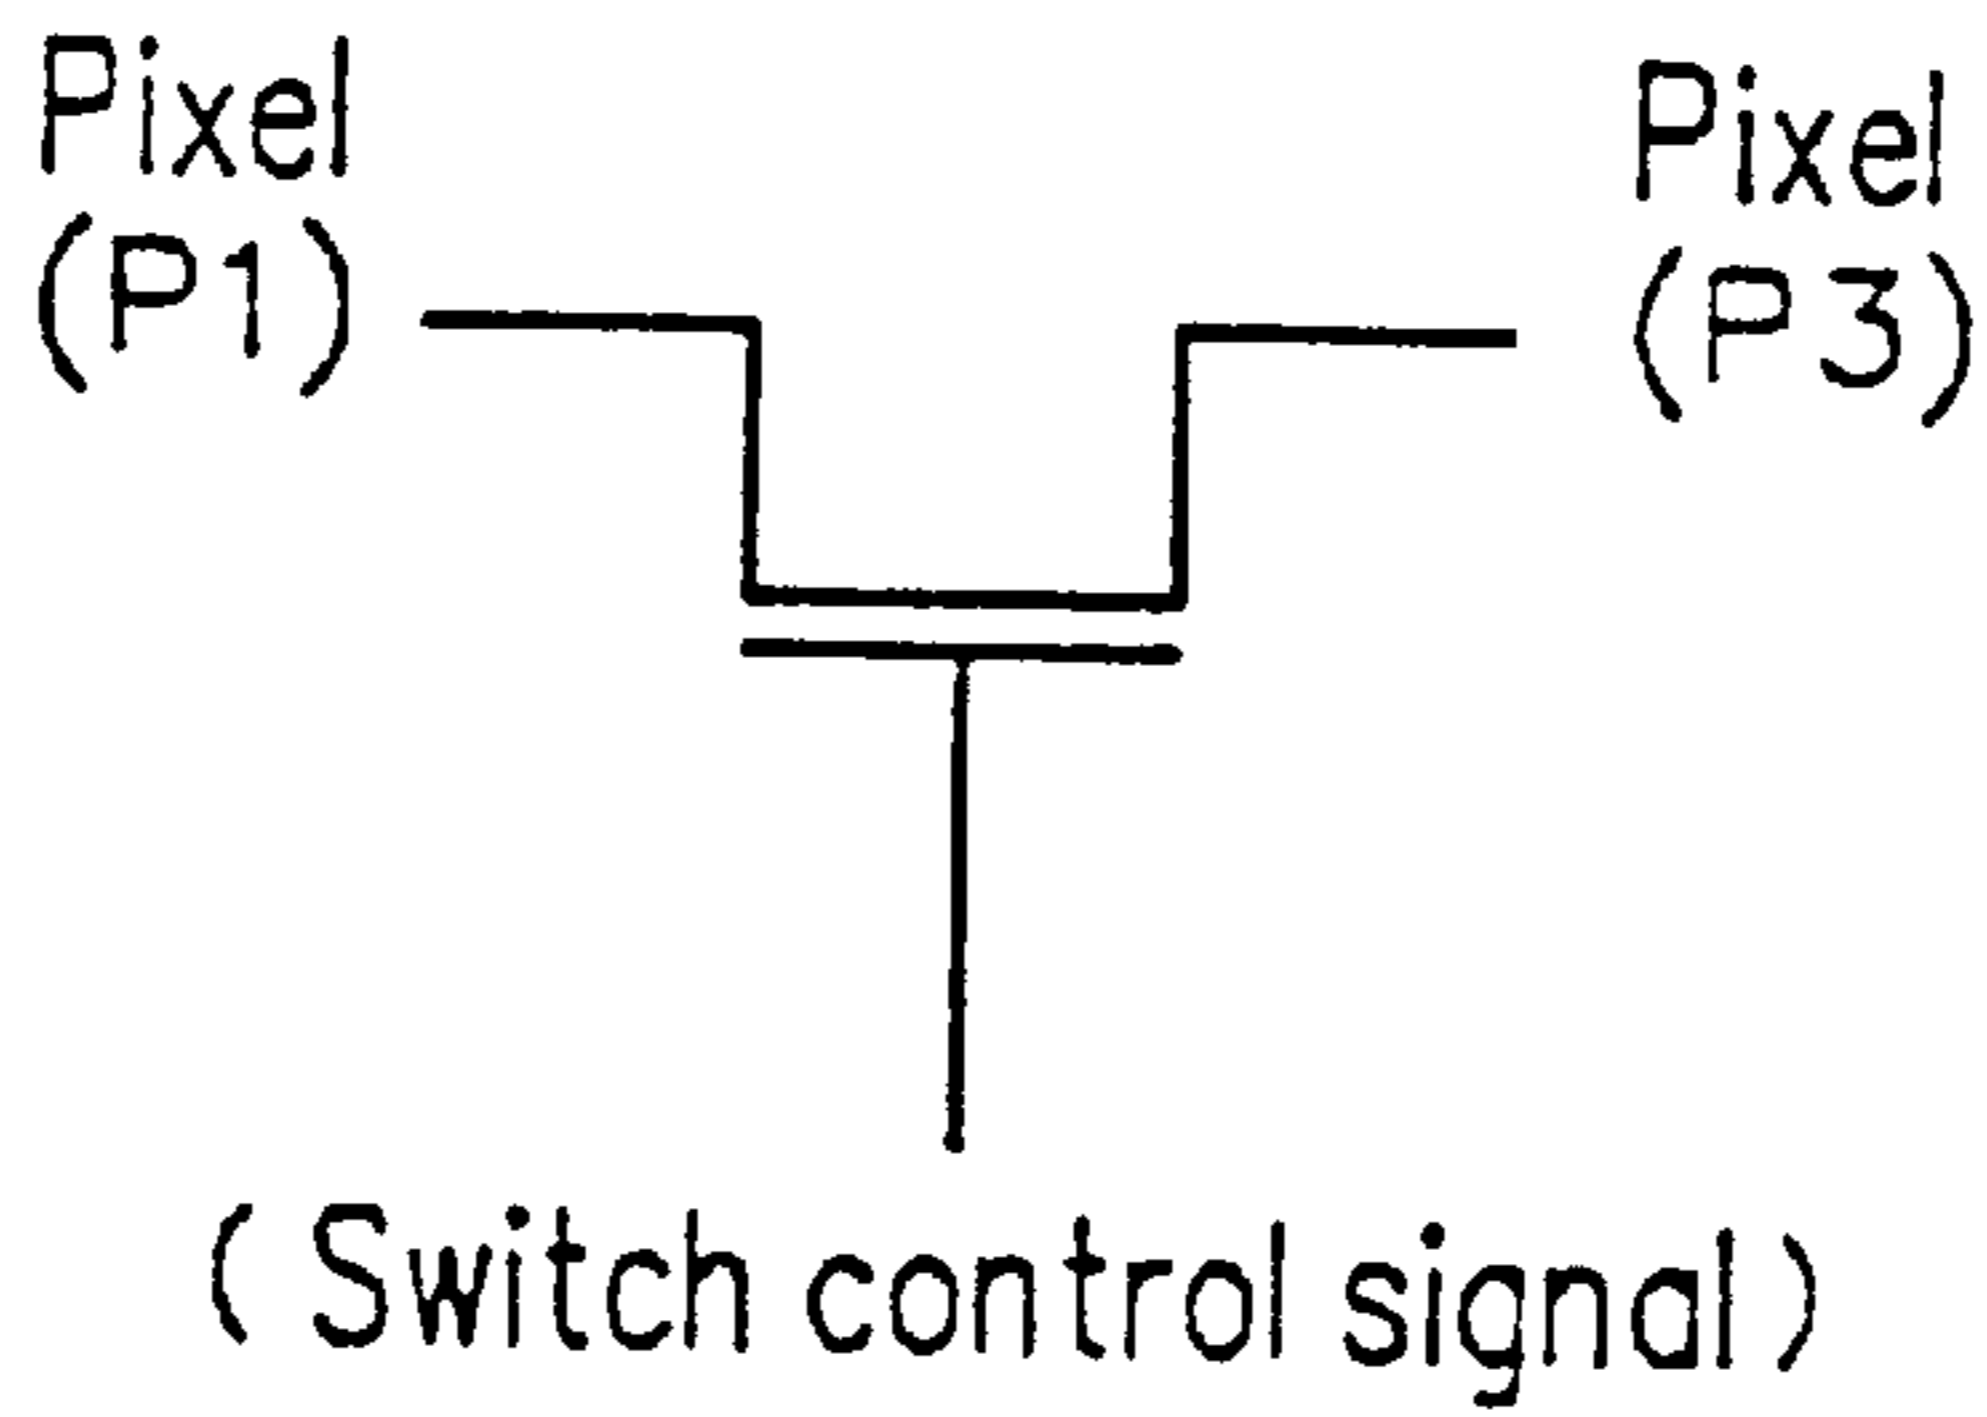 Pixel
(P1)
Pixel
(P3)
( Switch control signal )